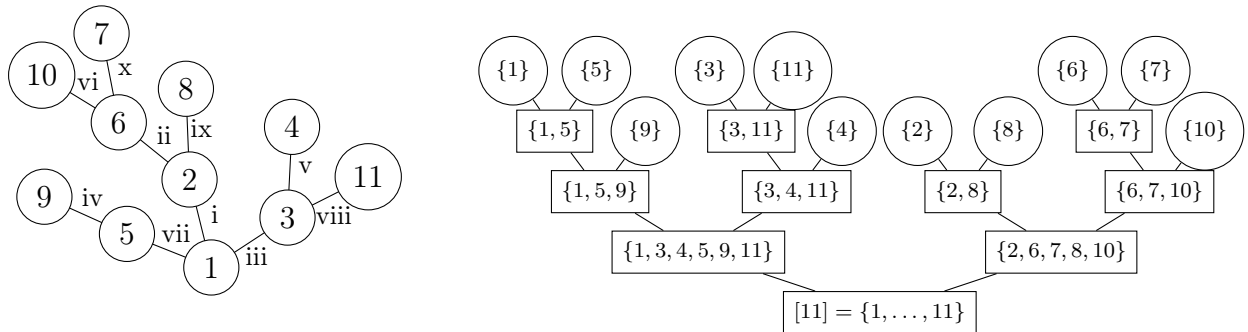 7
10
x
vi
8
6
ii
ix
4
v
2
11
9
iv
i
3
viii
5
vii
iii
1
{1} {5} {3} {11} {6} {7}
{1, 5} {9} {3, 11} {4} {2} {8} {6, 7} {10}
{1, 5, 9} {3, 4, 11} {2, 8} {6, 7, 10}
{1, 3, 4, 5, 9, 11} {2, 6, 7, 8, 10}
[11] = {1, . . . , 11}